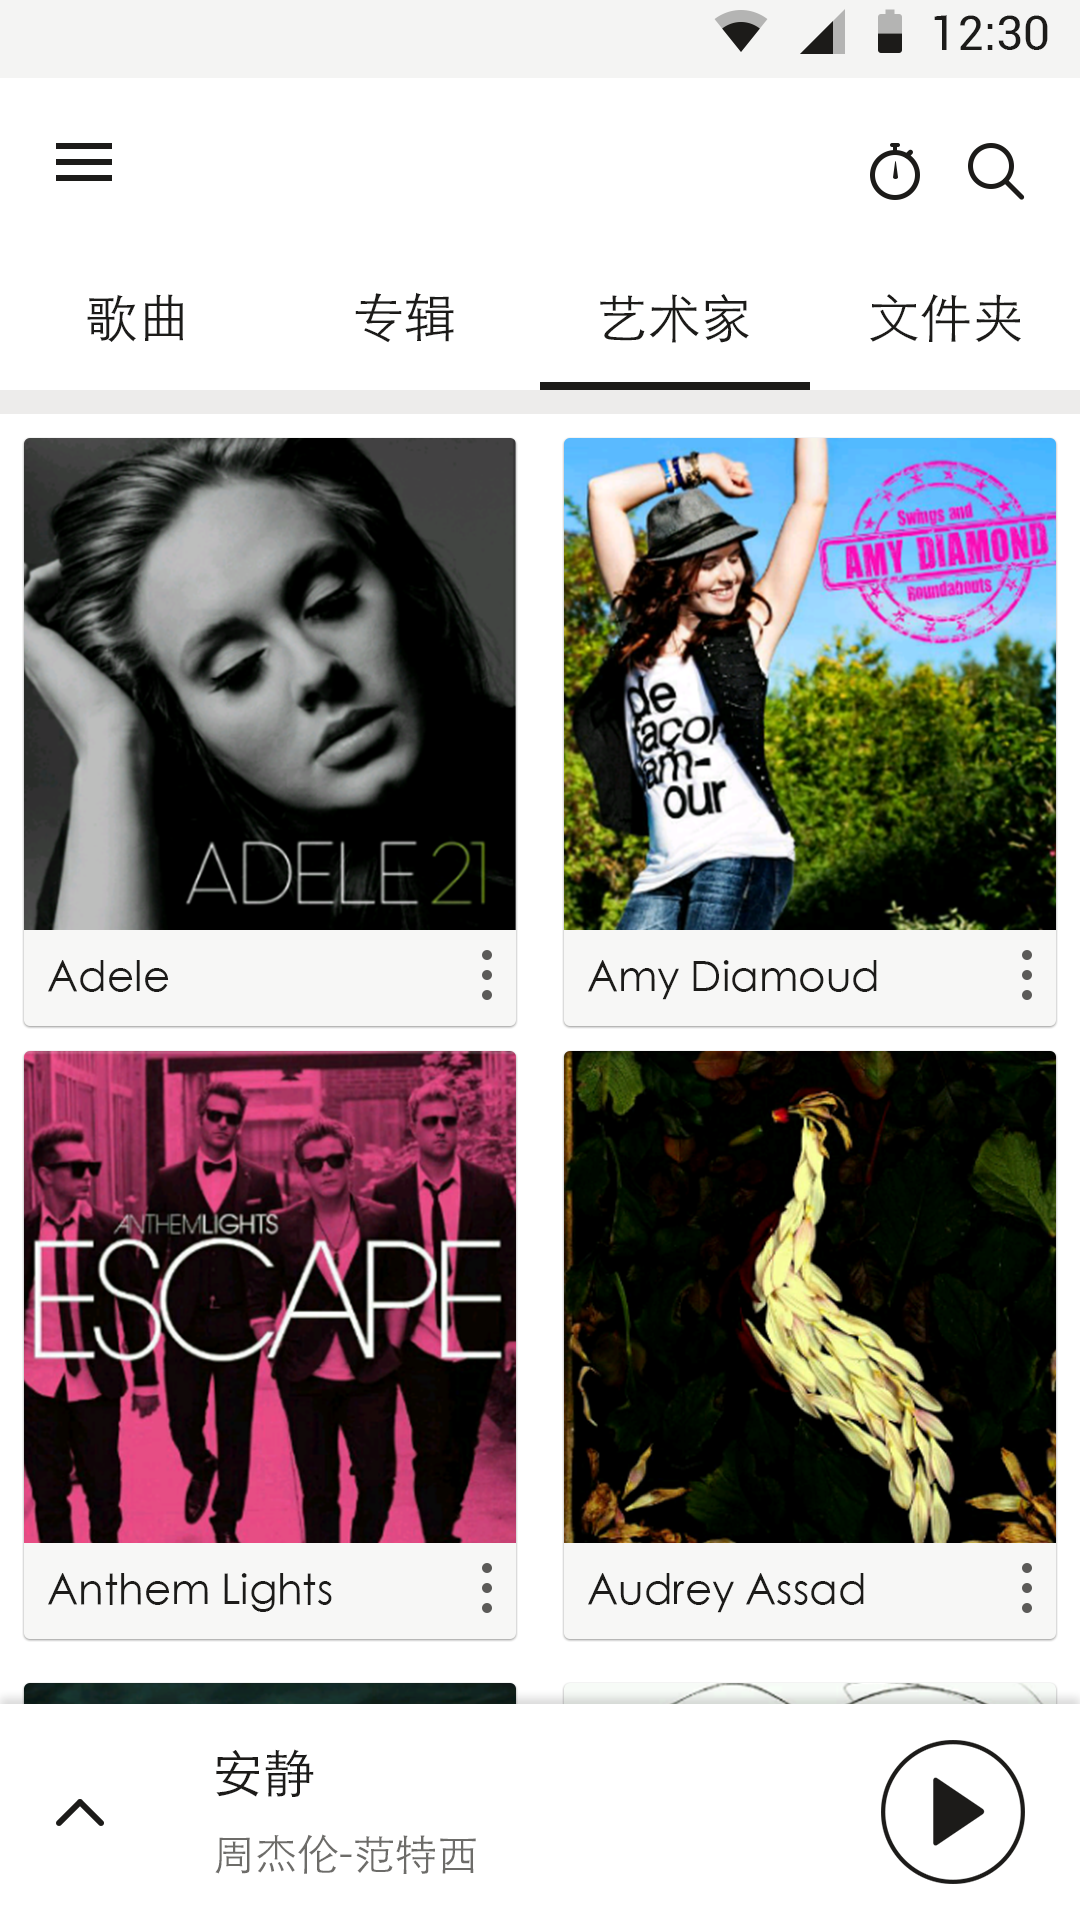 12:30
歌曲
专辑
艺术家
文件夹
ADELE 21
Swings and
AMY DIAMOND
Roundabouts
de
façon
am-
our
Adele
Amy Diamoud
ANTHEMLIGHTS
ESCAPE
Anthem Lights
Audrey Assad
安静
周杰伦-范特西